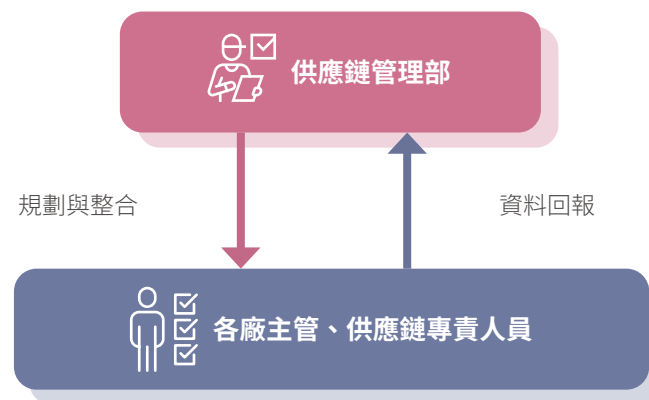 供應鏈管理部
規劃與整合
資料回報
各廠主管、供應鏈專責人員